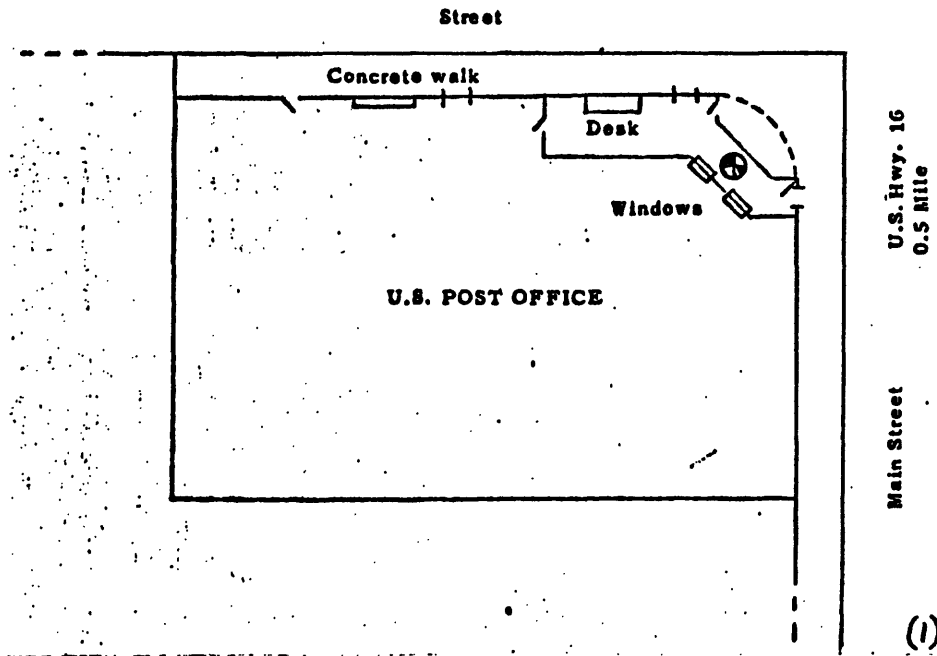 Street
Concrete walk
Desk
Windows
U.S. POST OFFICE
U.S. Hwy. 16
0.5 Mile
Main Street
(1)